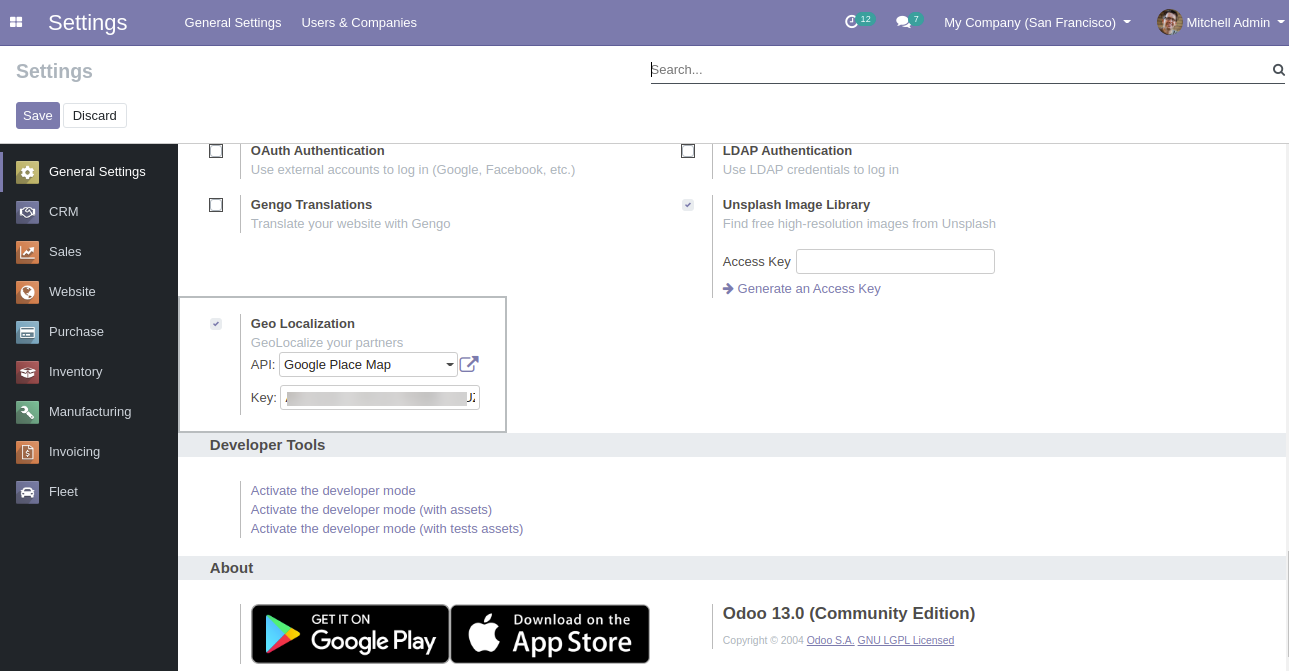 Settings
General Settings
Users & Companies
12
7
My Company (San Francisco)
Mitchell Admin
Settings
Search...
Save
Discard
General Settings
CRM
Sales
Website
Purchase
Inventory
Manufacturing
Invoicing
Fleet
OAuth Authentication
Use external accounts to log in (Google, Facebook, etc.)
LDAP Authentication
Use LDAP credentials to log in
Gengo Translations
Translate your website with Gengo
Unsplash Image Library
Find free high-resolution images from Unsplash
Access Key
Generate an Access Key
Geo Localization
GeoLocalize your partners
API: Google Place Map
Key:
Developer Tools
Activate the developer mode
Activate the developer mode (with assets)
Activate the developer mode (with tests assets)
About
GET IT ON
Google Play
Download on the
App Store
Odoo 13.0 (Community Edition)
Copyright © 2004 Odoo S.A. GNU LGPL Licensed